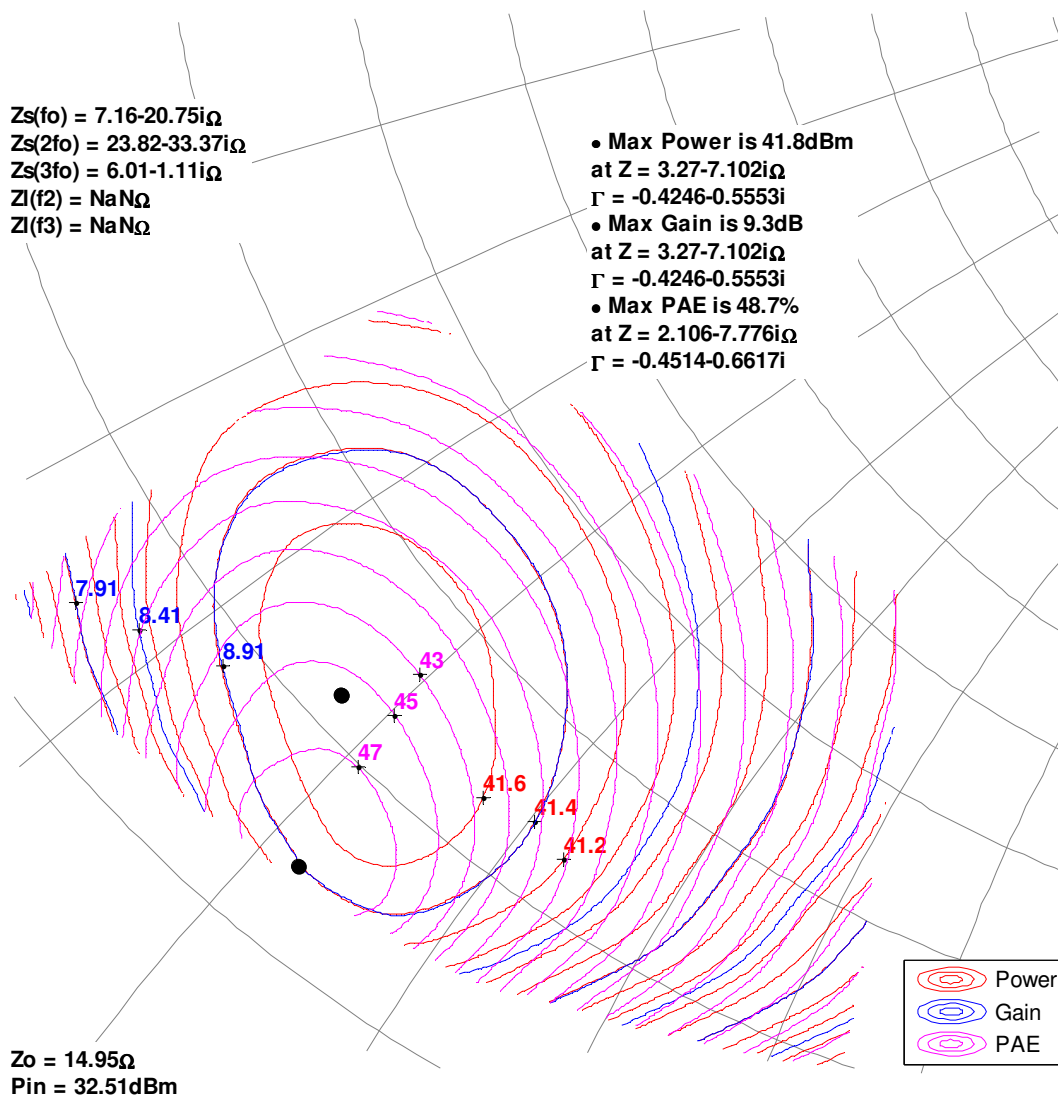 Zs(fo) = 7.16-20.75iΩ
Zs(2fo) = 23.82-33.37iΩ
Zs(3fo) = 6.01-1.11iΩ
Zl(f2) = NaNΩ
Zl(f3) = NaNΩ
• Max Power is 41.8dBm
at Z = 3.27-7.102iΩ
Γ = -0.4246-0.5553i
• Max Gain is 9.3dB
at Z = 3.27-7.102iΩ
Γ = -0.4246-0.5553i
• Max PAE is 48.7%
at Z = 2.106-7.776iΩ
Γ = -0.4514-0.6617i
7.91
8.41
8.91
43
45
47
41.6
41.4
41.2
Power
Gain
PAE
Zo = 14.95Ω
Pin = 32.51dBm